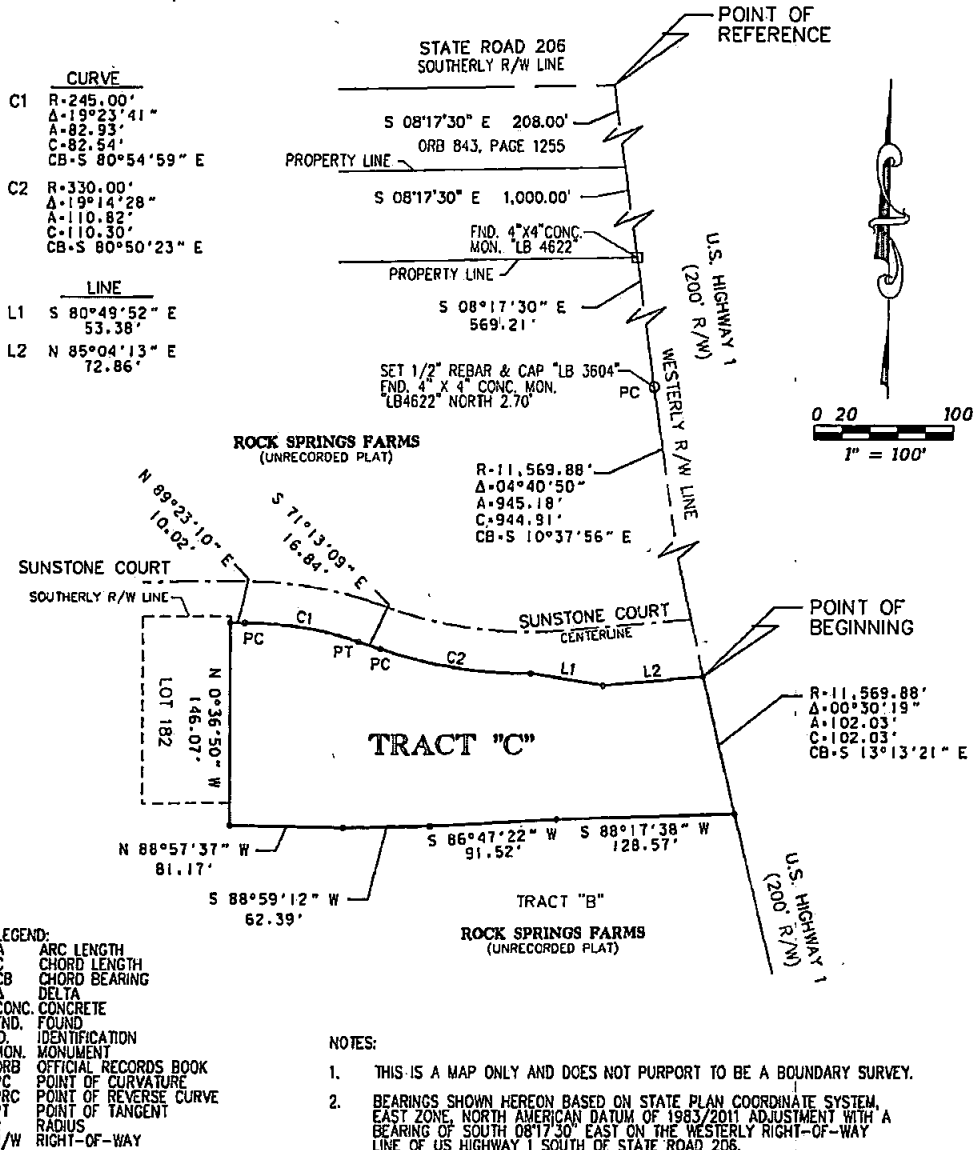 POINT OF
REFERENCE
STATE ROAD 206
SOUTHERLY R/W LINE
CURVE
C1 R=245.00'
Δ=19°23'41"
A=82.93'
C=82.54'
CB=S 80°54'59" E
C2 R=330.00'
Δ=19°14'28"
A=110.82'
C=110.30'
CB=S 80°50'23" E
LINE
L1 S 80°49'52" E
53.38'
L2 N 85°04'13" E
72.86'
S 08°17'30" E 208.00'
ORB 843, PAGE 1255
PROPERTY LINE
S 08°17'30" E 1,000.00'
FND. 4"X4"CONC.
MON. "LB 4622"
PROPERTY LINE
S 08°17'30" E
569.21'
U.S. HIGHWAY 1
(200' R/W)
SET 1/2" REBAR & CAP "LB 3604"
FND. 4" X 4" CONC. MON.
"LB4622" NORTH 2.70'
PC
WESTERLY R/W LINE
0 20 100
1" = 100'
ROCK SPRINGS FARMS
(UNRECORDED PLAT)
R=11,569.88'
Δ=04°40'50"
A=945.18'
C=944.91'
CB=S 10°37'56" E
N 89°23'10" E
10.02'
S 71°13'09" E
16.84'
SUNSTONE COURT
SOUTHERLY R/W LINE
SUNSTONE COURT
CENTERLINE
POINT OF
BEGINNING
PC
C1
PT
PC
C2
L1
L2
N 0°36'50" W
146.07'
LOT 182
TRACT "C"
R=11,569.88'
Δ=00°30'19"
A=102.03'
C=102.03'
CB=S 13°13'21" E
N 88°57'37" W
81.17'
S 88°59'12" W
62.39'
S 86°47'22" W
91.52'
S 88°17'38" W
128.57'
TRACT "B"
ROCK SPRINGS FARMS
(UNRECORDED PLAT)
U.S. HIGHWAY 1
(200' R/W)
LEGEND:
A ARC LENGTH
C CHORD LENGTH
CB CHORD BEARING
Δ DELTA
CONC. CONCRETE
FND. FOUND
ID. IDENTIFICATION
MON. MONUMENT
ORB OFFICIAL RECORDS BOOK
PC POINT OF CURVATURE
PRC POINT OF REVERSE CURVE
PT POINT OF TANGENT
RADIUS
R/W RIGHT-OF-WAY
NOTES:
1. THIS IS A MAP ONLY AND DOES NOT PURPORT TO BE A BOUNDARY SURVEY.
2. BEARINGS SHOWN HEREON BASED ON STATE PLAN COORDINATE SYSTEM,
EAST ZONE, NORTH AMERICAN DATUM OF 1983/2011 ADJUSTMENT WITH A
BEARING OF SOUTH 08°17'30" EAST ON THE WESTERLY RIGHT-OF-WAY
LINE OF US HIGHWAY 1 SOUTH OF STATE ROAD 206.